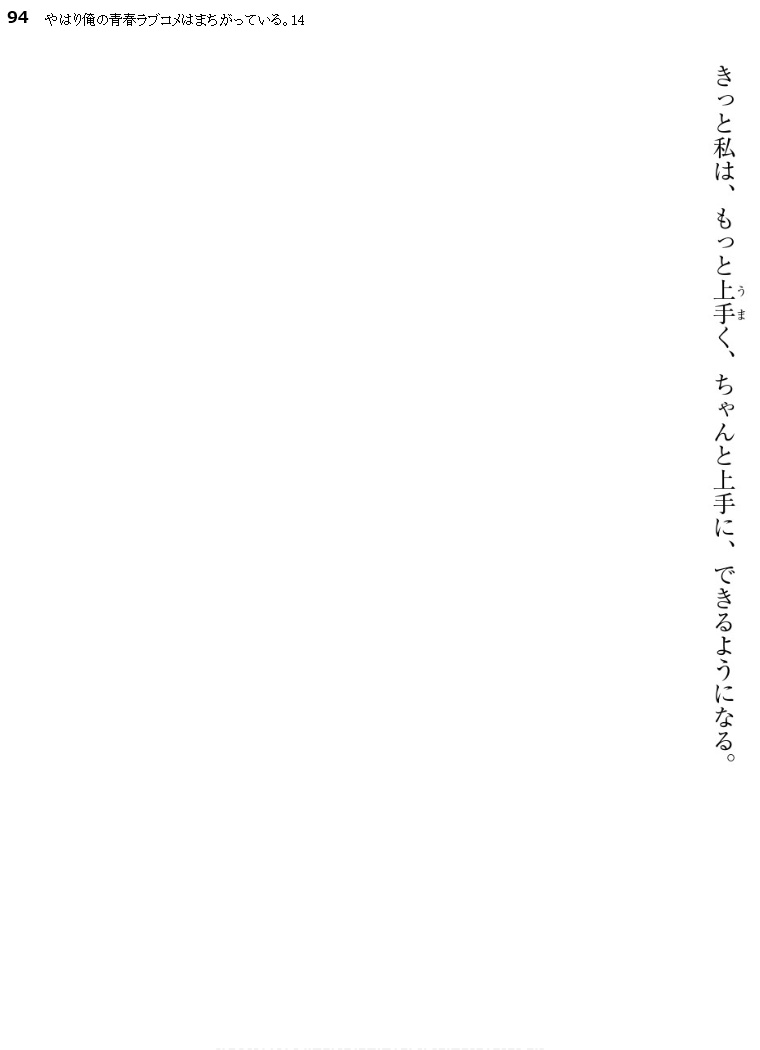 94 やはり俺の青春ラブコメはまちがっている。14
きっと私は、もっと上手く、ちゃんと上手に、できるようになる。
うま